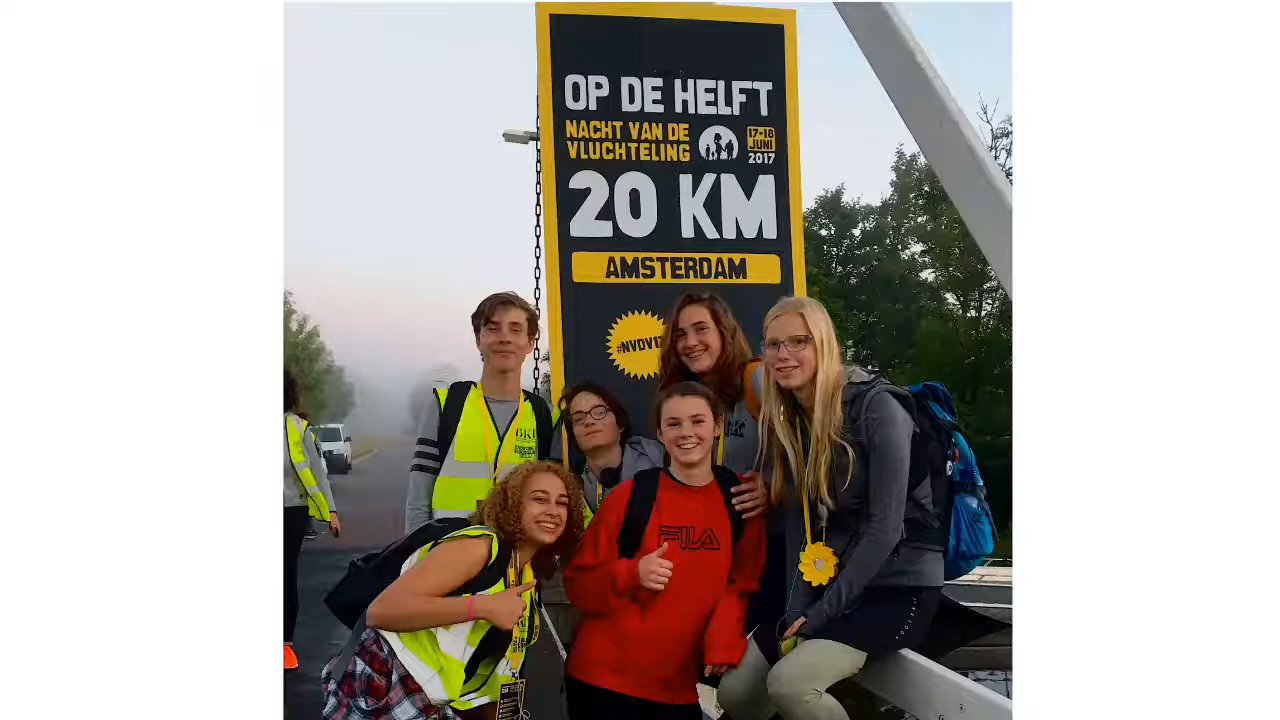 OP DE HELFT
NACHT VAN DE
VLUCHTELING
17-18
JUNI
2017
20 KM
AMSTERDAM
#NVDV17
FILA